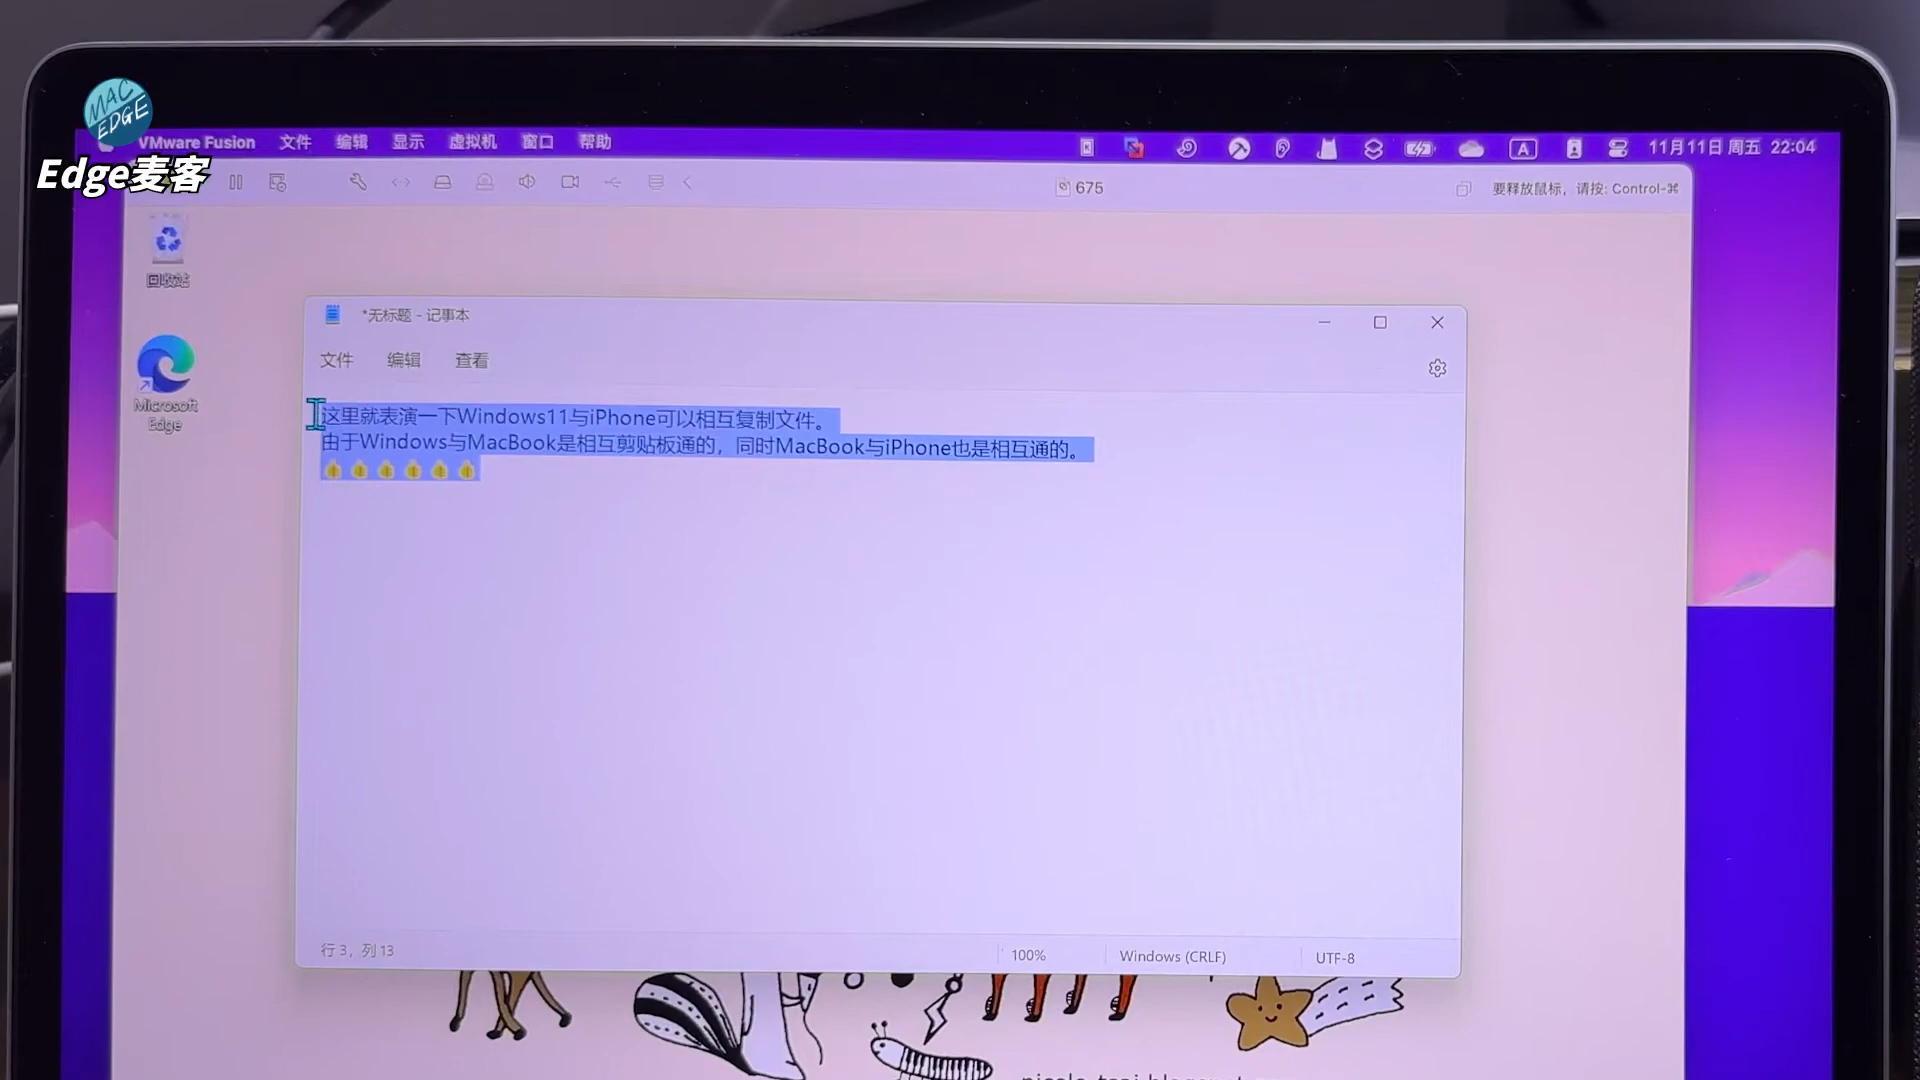 MAC EDGE
Edge麦客
VMware Fusion 文件 编辑 显示 虚拟机 窗口 帮助
A 11月11日 周五 22:04
675
要释放鼠标，请按: Control-⌘
回收站
Microsoft Edge
*无标题 - 记事本
文件 编辑 查看
这里就表演一下Windows11与iPhone可以相互复制文件。
由于Windows与MacBook是相互剪贴板通的，同时MacBook与iPhone也是相互通的。
行 3，列 13
100%
Windows (CRLF)
UTF-8